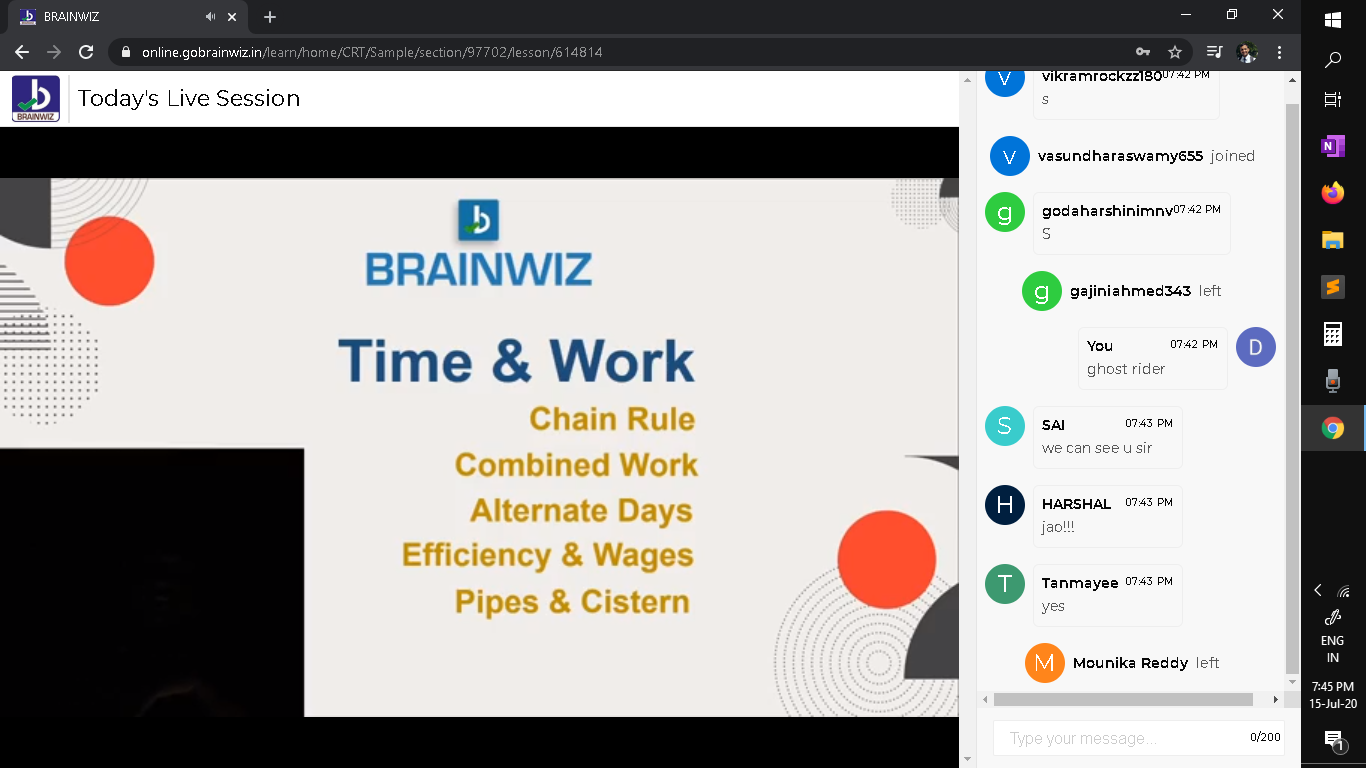 BRAINWIZ
online.gobrainwiz.in/learn/home/CRT/Sample/section/97702/lesson/614814
b
BRAINWIZ
Today's Live Session
b
BRAINWIZ
Time & Work
Chain Rule
Combined Work
Alternate Days
Efficiency & Wages
Pipes & Cistern
V
vikramrockzz180 07:42 PM
s
V
vasundharaswamy655 joined
g
godaharshinimnv 07:42 PM
S
g
gajiniahmed343 left
You 07:42 PM
ghost rider
D
S
SAI 07:43 PM
we can see u sir
H
HARSHAL 07:43 PM
jao!!!
T
Tanmayee 07:43 PM
yes
M
Mounika Reddy left
Type your message... 0/200
N
ENG
IN
7:45 PM
15-Jul-20
1